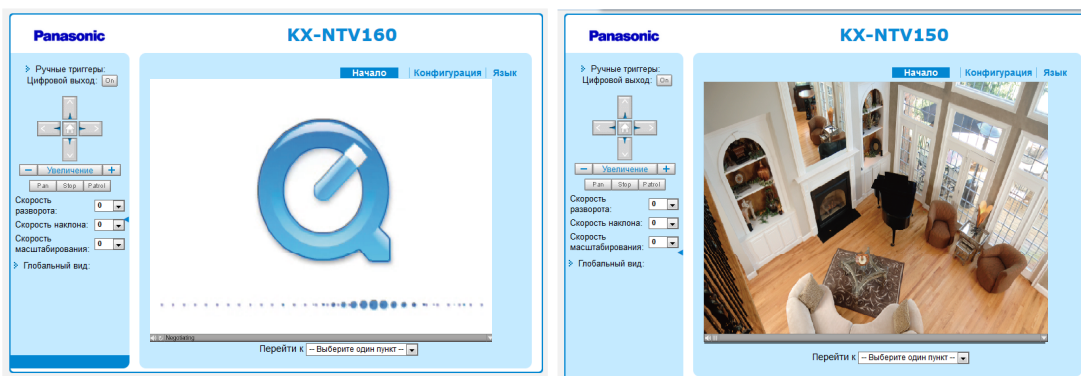 Panasonic
KX-NTV160
Ручные триггеры:
Цифровой выход: On
Начало Конфигурация Язык
Увеличение
Pan Stop Patrol
Скорость
разворота: 0
Скорость наклона: 0
Скорость
масштабирования: 0
Глобальный вид:
Negotiating
Перейти к -- Выберите один пункт --
Panasonic
KX-NTV150
Ручные триггеры:
Цифровой выход: On
Начало Конфигурация Язык
Увеличение
Pan Stop Patrol
Скорость
разворота: 0
Скорость наклона: 0
Скорость
масштабирования: 0
Глобальный вид:
Перейти к -- Выберите один пункт --